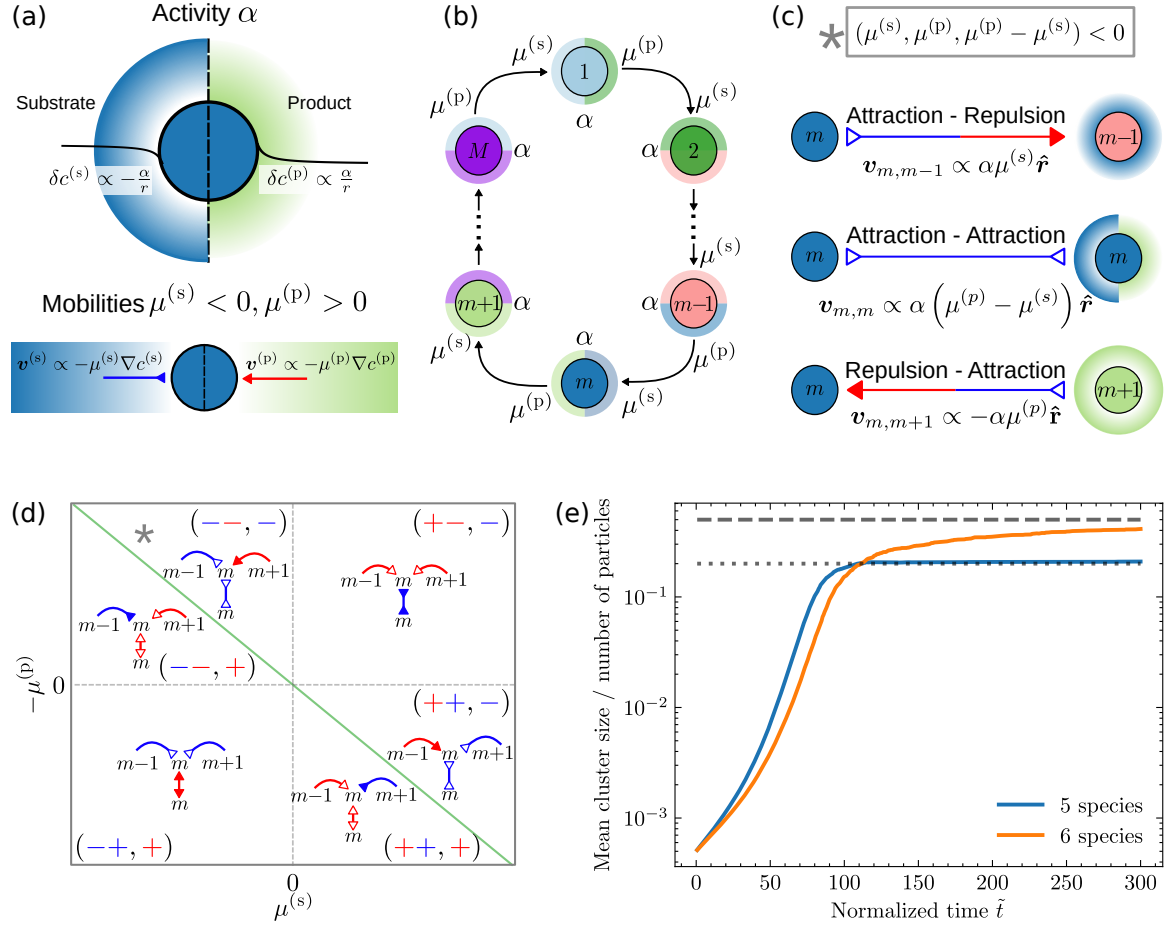 (a)
Activity α
Substrate
Product
δc^(s) ∝ −α/r
δc^(p) ∝ α/r
Mobilities μ^(s) < 0, μ^(p) > 0
v^(s) ∝ −μ^(s)∇c^(s)
v^(p) ∝ −μ^(p)∇c^(p)
(b)
μ^(s)
μ^(p)
1
α
μ^(p)
μ^(s)
M
α
α
2
μ^(s)
m+1
α
α
m−1
μ^(s)
α
μ^(p)
m
μ^(p)
μ^(s)
(c)
* (μ^(s), μ^(p), μ^(p) − μ^(s)) < 0
Attraction - Repulsion
m
m−1
v_{m,m−1} ∝ αμ^(s) r̂
Attraction - Attraction
m
m
v_{m,m} ∝ α (μ^(p) − μ^(s)) r̂
Repulsion - Attraction
m
m+1
v_{m,m+1} ∝ −αμ^(p) r̂
(d)
*
(−−, −)
m−1 m m+1
m
(+−, −)
m−1 m m+1
m
m−1 m m+1
m
(−−, +)
−μ^(p)
0
(++, −)
m−1 m m+1
m
m−1 m m+1
m
m−1 m m+1
m
(−+, +)
(++, +)
0
μ^(s)
(e)
Mean cluster size / number of particles
10^−1
10^−2
10^−3
5 species
6 species
0 50 100 150 200 250 300
Normalized time t̃